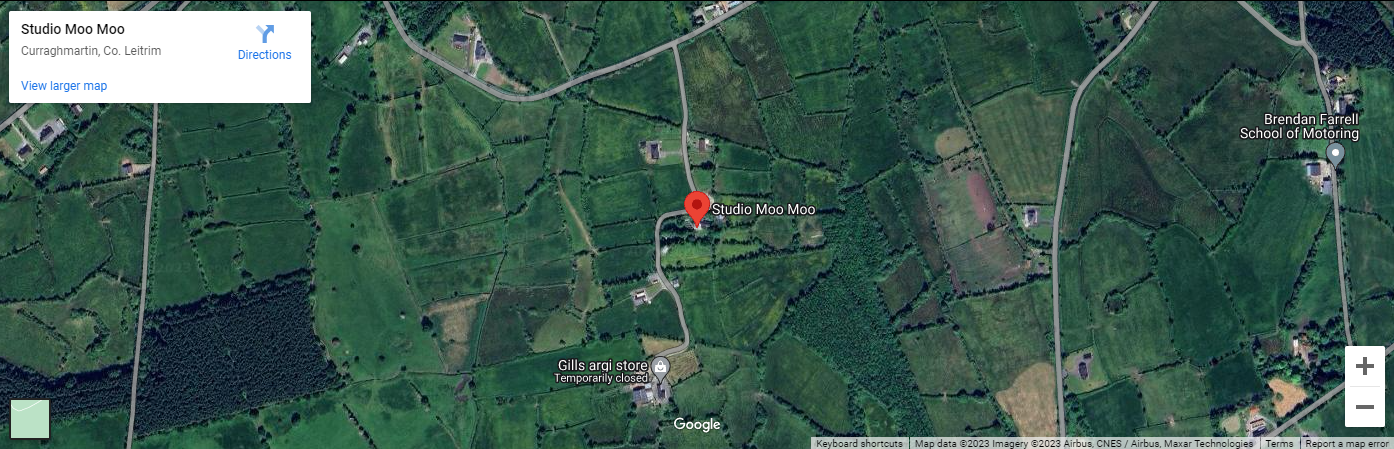 Studio Moo Moo
Curraghmartin, Co. Leitrim
Directions
View larger map
Brendan Farrell
School of Motoring
Studio Moo Moo
Gills argi store
Temporarily closed
Google
Keyboard shortcuts
Map data ©2023 Imagery ©2023 Airbus, CNES / Airbus, Maxar Technologies
Terms
Report a map error